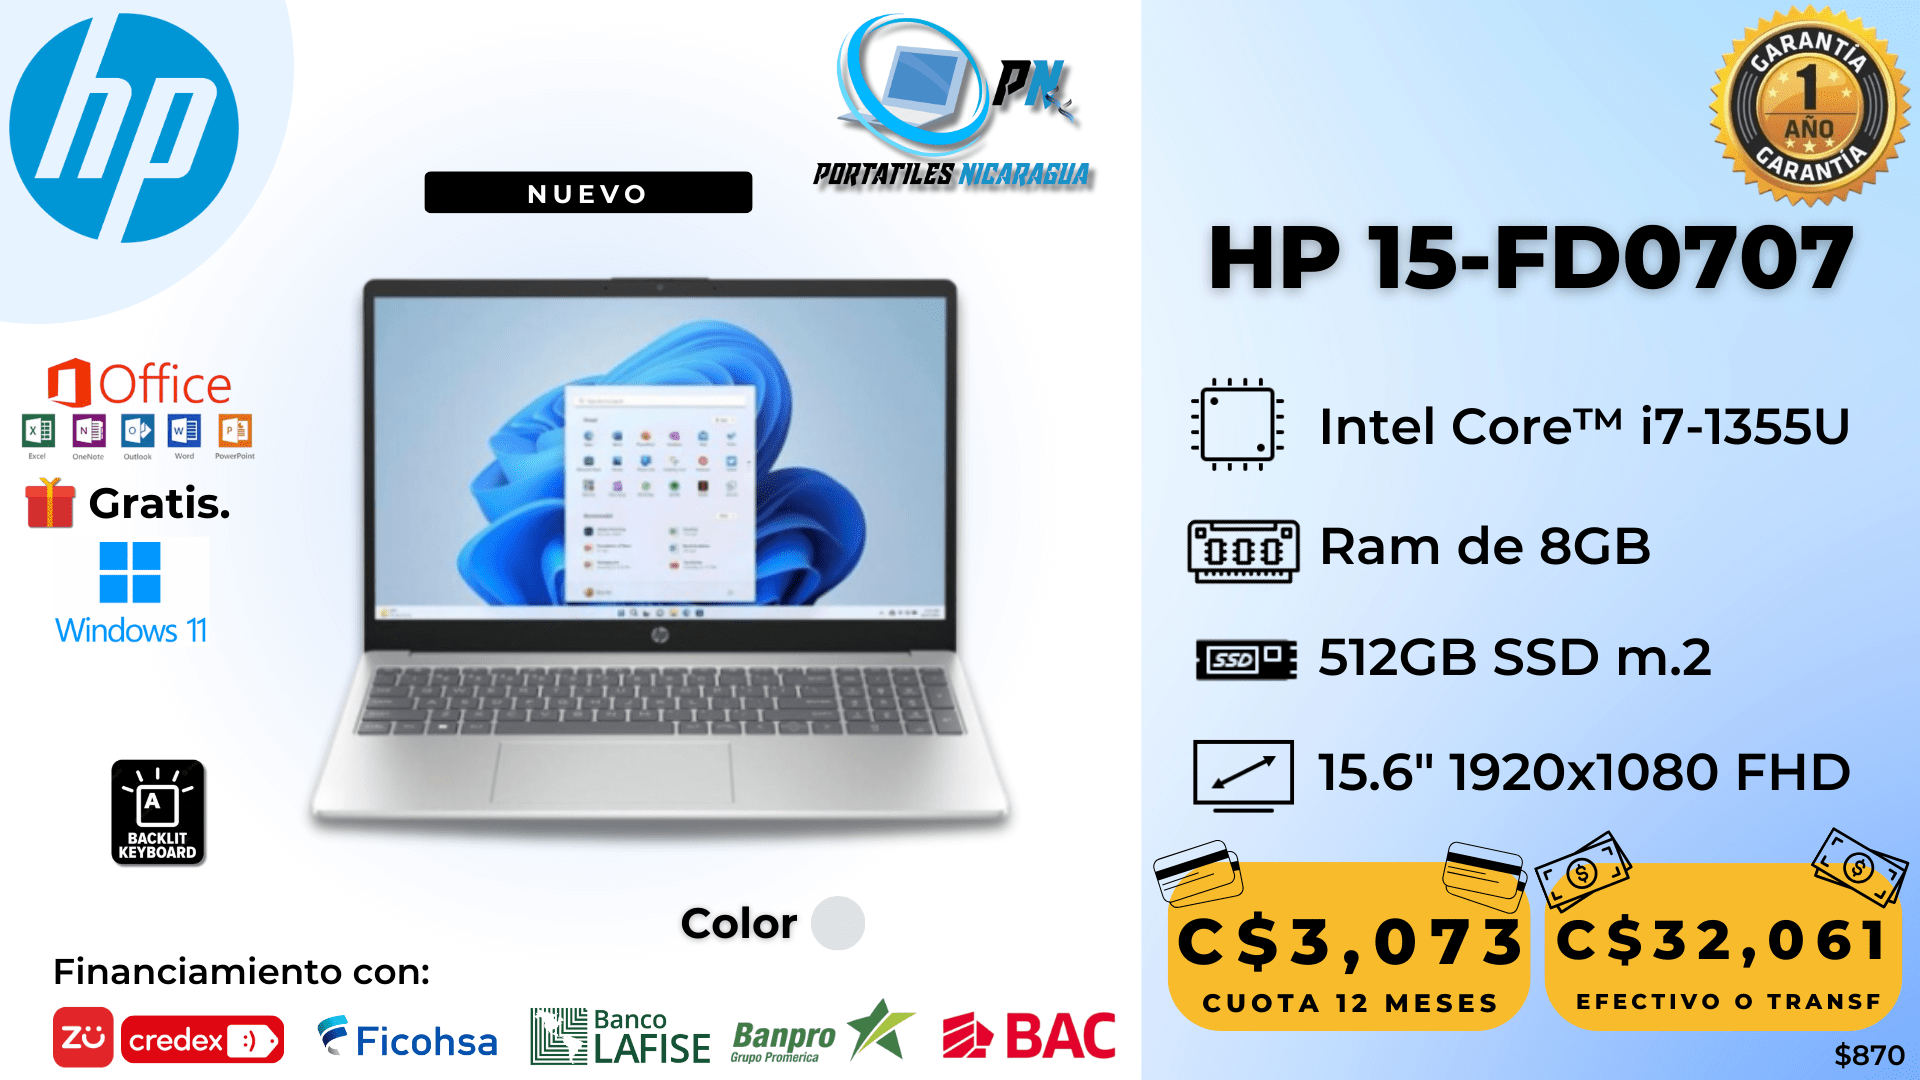 hp
PN
PORTATILES NICARAGUA
NUEVO
Office
Excel
OneNote
Outlook
Word
PowerPoint
Gratis.
Windows 11
A
BACKLIT
KEYBOARD
Color
Financiamiento con:
zū
credex :)
Ficohsa
Banco
LAFISE
Banpro
Grupo Promerica
BAC
GARANTÍA
1
AÑO
GARANTÍA
HP 15-FD0707
Intel Core™ i7-1355U
Ram de 8GB
SSD
512GB SSD m.2
15.6" 1920x1080 FHD
C$3,073
CUOTA 12 MESES
C$32,061
EFECTIVO O TRANSF
$870